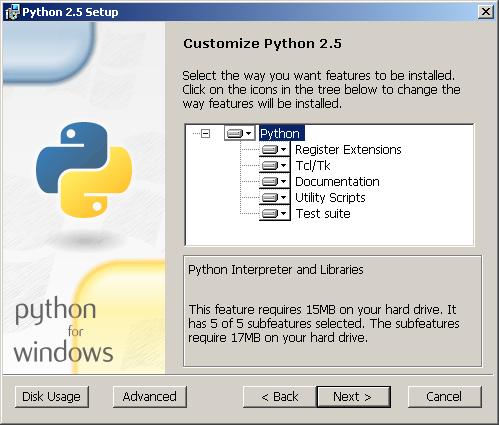 Python 2.5 Setup
Customize Python 2.5
Select the way you want features to be installed.
Click on the icons in the tree below to change the
way features will be installed.
Python
Register Extensions
Tcl/Tk
Documentation
Utility Scripts
Test suite
Python Interpreter and Libraries
This feature requires 15MB on your hard drive. It
has 5 of 5 subfeatures selected. The subfeatures
require 17MB on your hard drive.
python
for
windows
Disk Usage
Advanced
< Back
Next >
Cancel